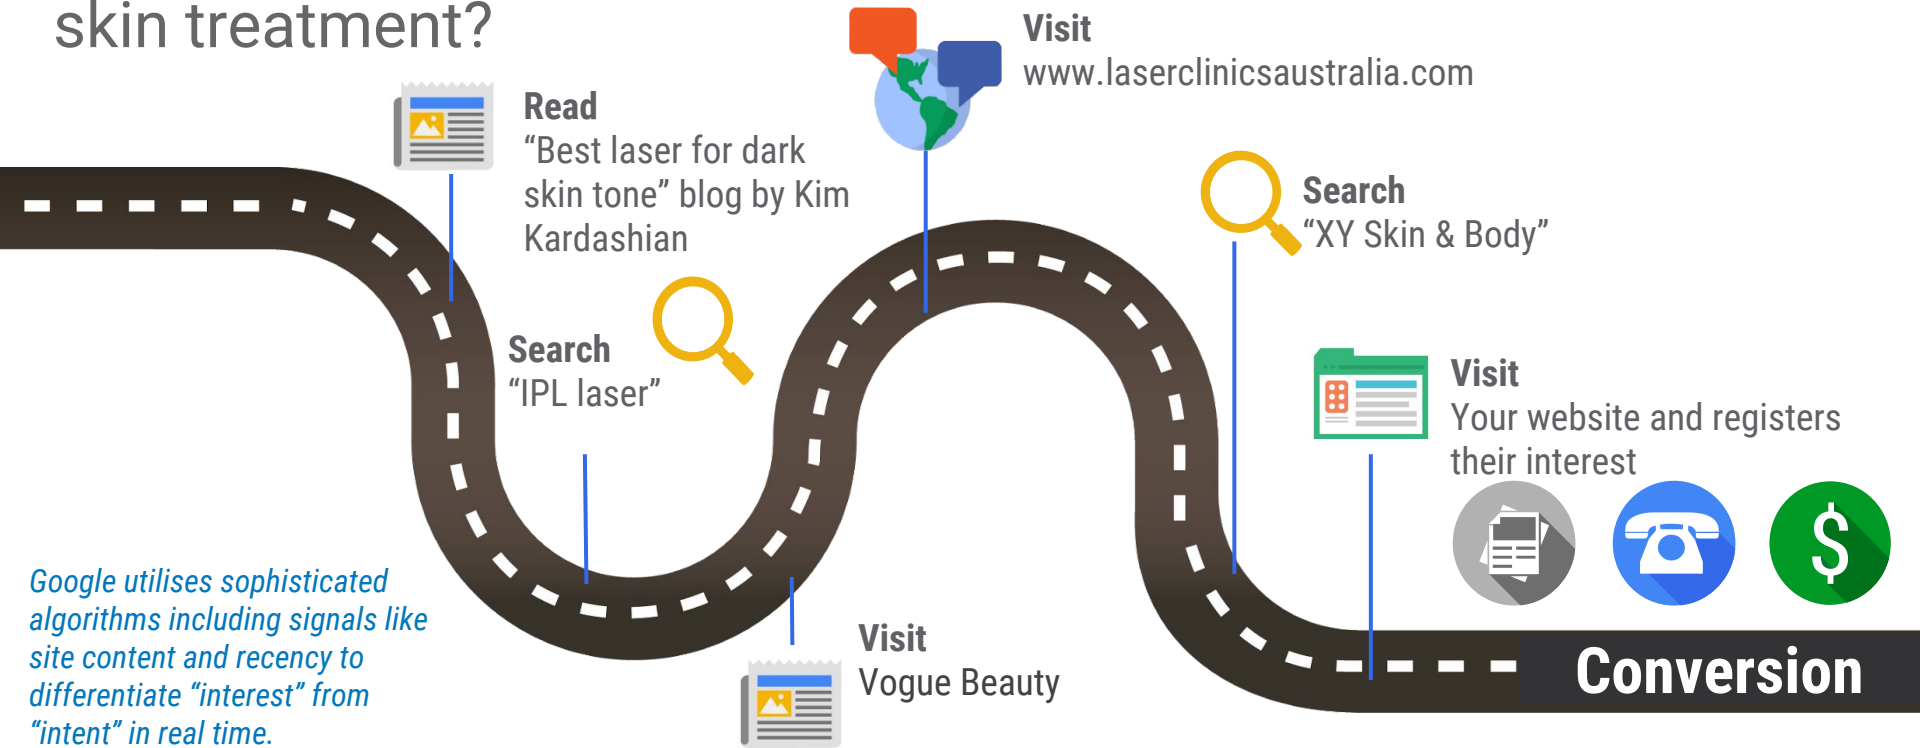 skin treatment?
Read
“Best laser for dark
skin tone” blog by Kim
Kardashian
Search
“IPL laser”
Visit
Vogue Beauty
Visit
www.laserclinicsaustralia.com
Search
“XY Skin & Body”
Visit
Your website and registers
their interest
$
Conversion
Google utilises sophisticated
algorithms including signals like
site content and recency to
differentiate “interest” from
“intent” in real time.